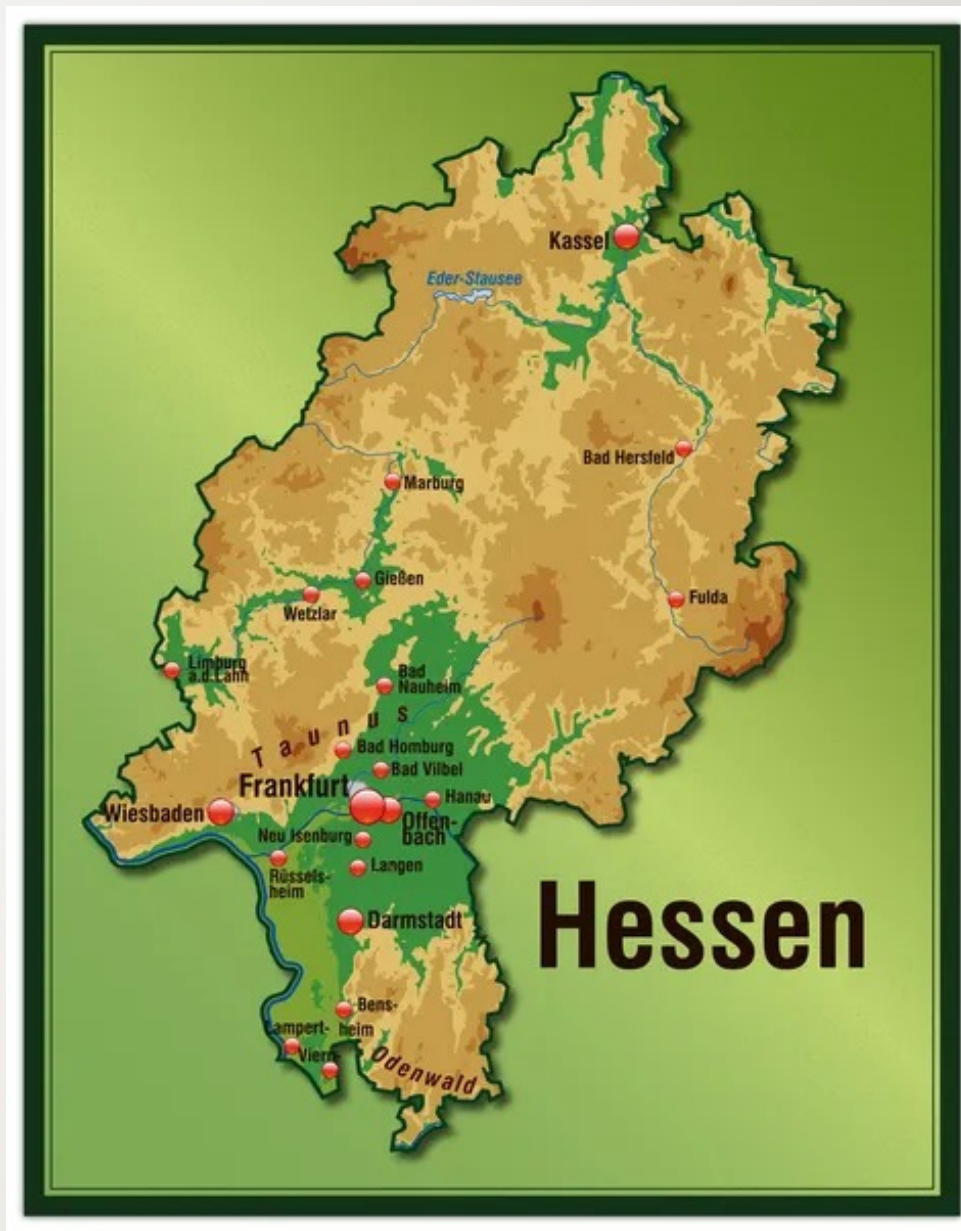 Kassel
Eder-Stausee
Bad Hersfeld
Marburg
Gießen
Wetzlar
Fulda
Limburg
a.d.Lahn
Bad
Nauheim
Taunus
Bad Homburg
Bad Vilbel
Frankfurt
Hanau
Wiesbaden
Offen-
bach
Neu Isenburg
Langen
Rüssels-
heim
Darmstadt
Hessen
Bens-
heim
Lampert-
Viern-
Odenwald